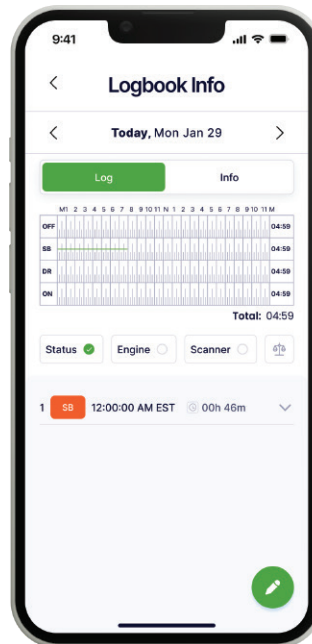 9:41
Logbook Info
Today, Mon Jan 29
Log Info
M1 2 3 4 5 6 7 8 9 10 11 N 1 2 3 4 5 6 7 8 9 10 11 M
OFF 04:59
SB 04:59
DR 04:59
ON 04:59
Total: 04:59
Status Engine Scanner
1 SB 12:00:00 AM EST 00h 46m